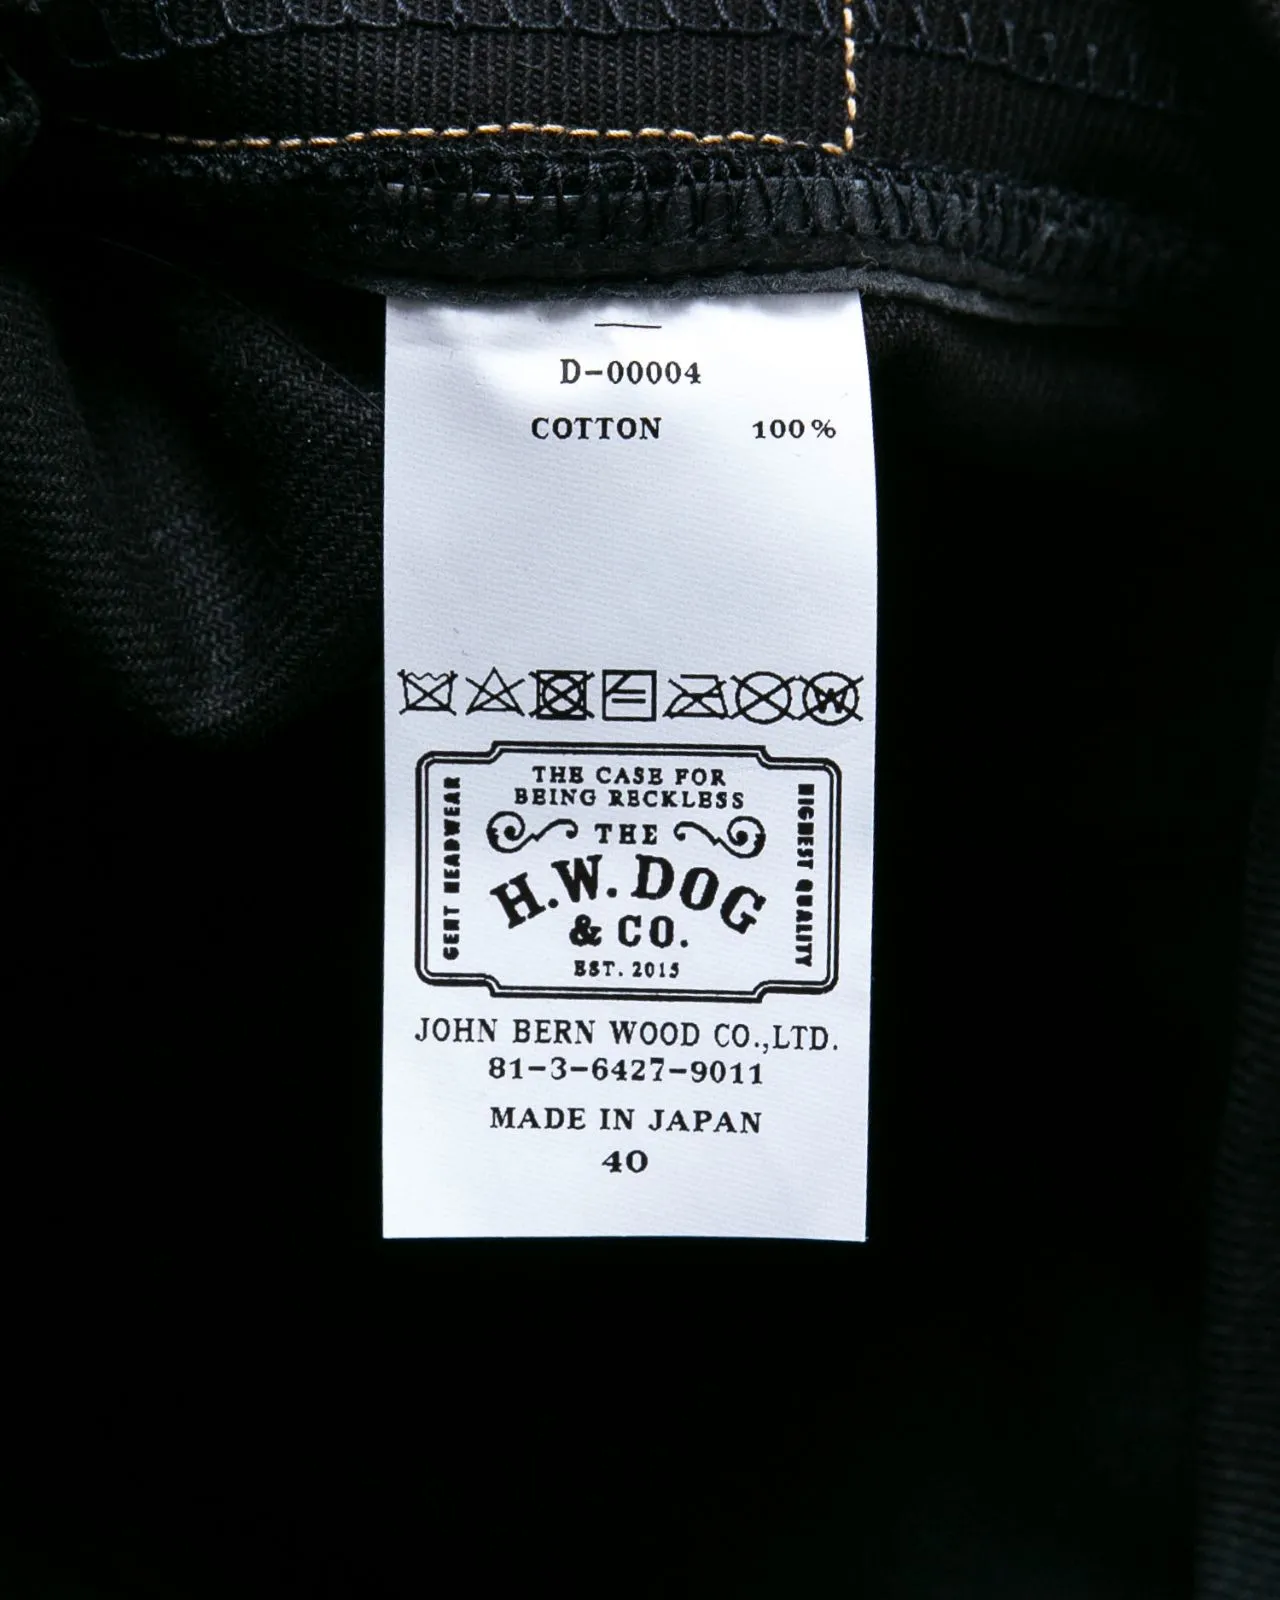 D-00004
COTTON 100%
W
THE CASE FOR
BEING RECKLESS
THE
H.W. DOG
& CO.
EST. 2015
GENT HEADWEAR
HIGHEST QUALITY
JOHN BERN WOOD CO.,LTD.
81-3-6427-9011
MADE IN JAPAN
40